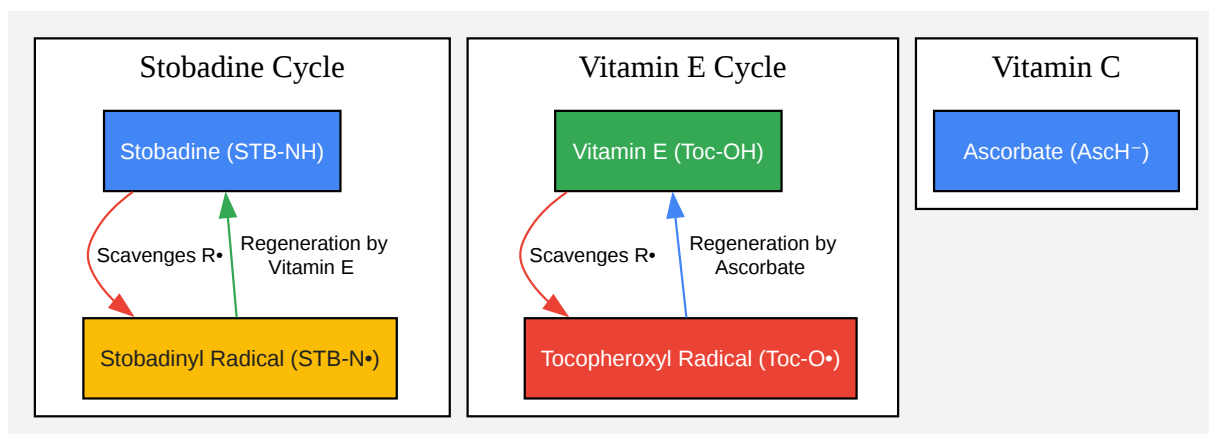 Stobadine Cycle
Stobadine (STB-NH)
Scavenges R•
Regeneration by
Vitamin E
Stobadinyl Radical (STB-N•)
Vitamin E Cycle
Vitamin E (Toc-OH)
Scavenges R•
Regeneration by
Ascorbate
Tocopheroxyl Radical (Toc-O•)
Vitamin C
Ascorbate (AscH⁻)